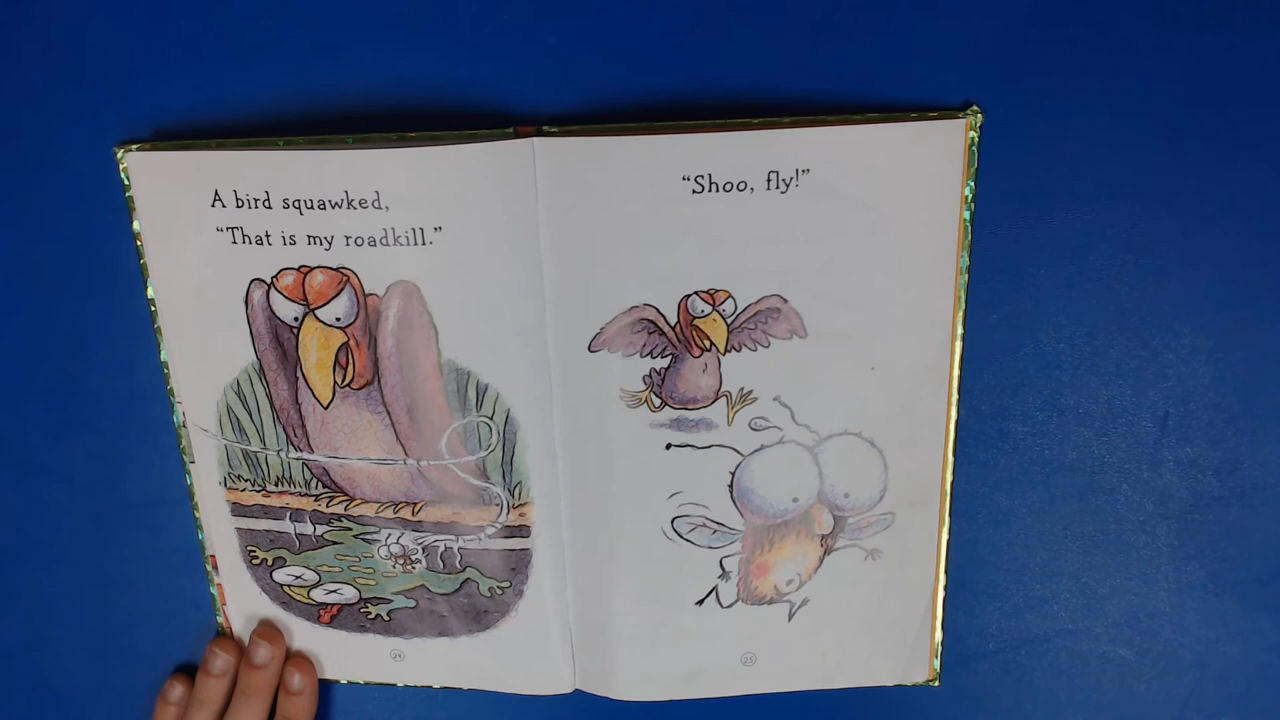 A bird squawked,
“That is my roadkill.”
24
“Shoo, fly!”
25